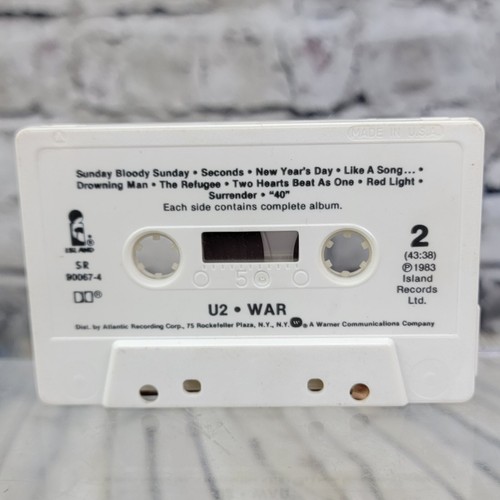 MADE IN U.S.A.
Sunday Bloody Sunday • Seconds • New Year's Day • Like A Song... •
Drowning Man • The Refugee • Two Hearts Beat As One • Red Light •
Surrender • "40"
Each side contains complete album.
ISLAND ®
SR
90067-4
2
(43:38)
℗1983
Island
Records
Ltd.
5
U2 • WAR
Dist. by Atlantic Recording Corp., 75 Rockefeller Plaza, N.Y., N.Y. A Warner Communications Company